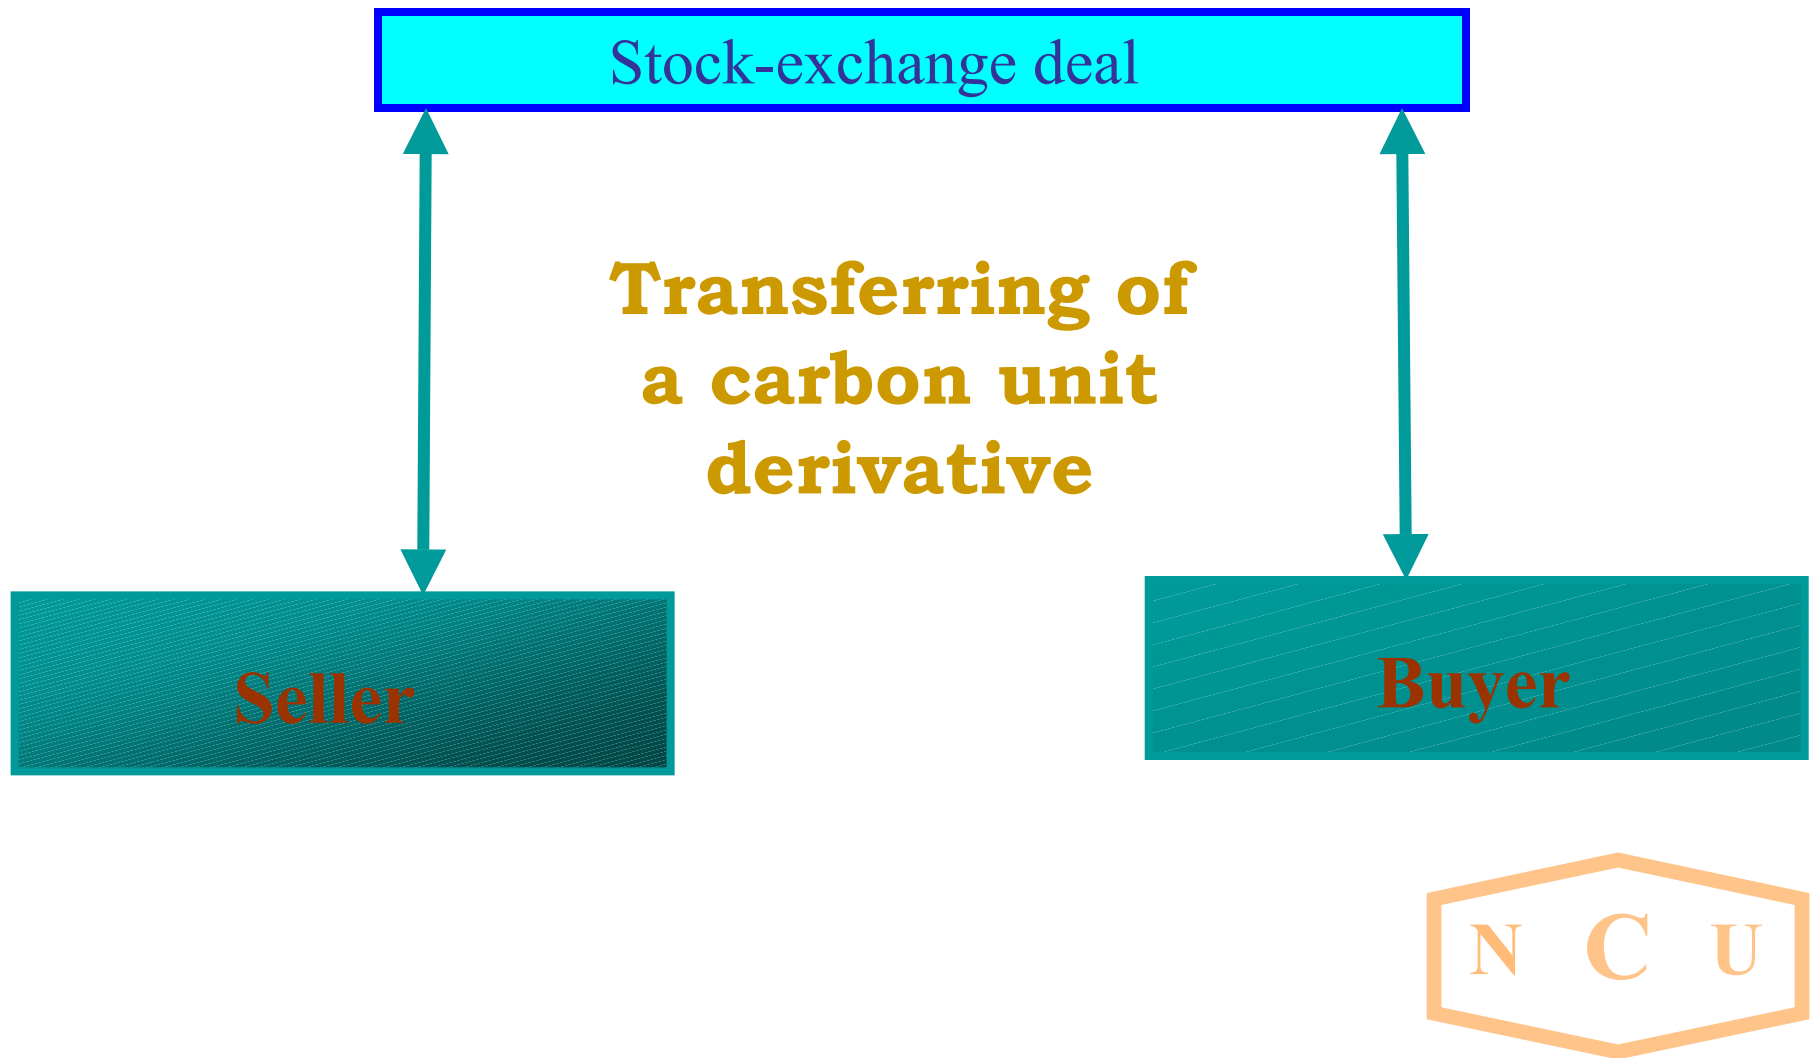 Stock-exchange deal
Transferring of
a carbon unit
derivative
Seller
Buyer
N C U